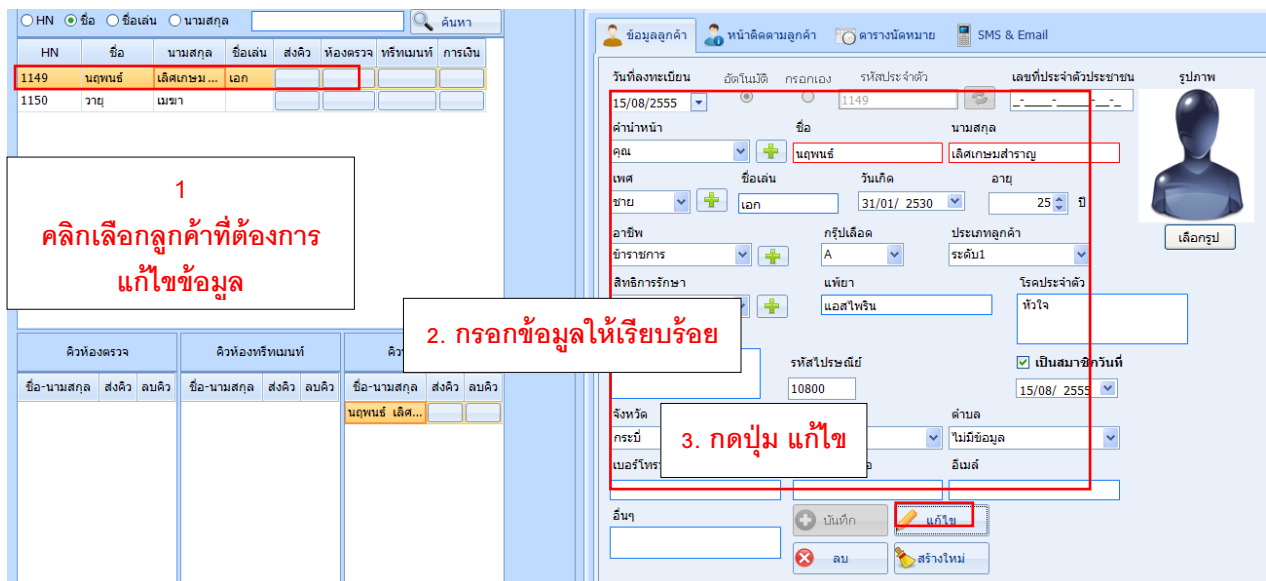 HN ชื่อ ชื่อเล่น นามสกุล ค้นหา
HN ชื่อ นามสกุล ชื่อเล่น ส่งคิว ห้องตรวจ ทรีทเมนท์ การเงิน
1149 นฤพนธ์ เลิศเกษม... เอก
1150 วายุ เมฆา
1
คลิกเลือกลูกค้าที่ต้องการ
แก้ไขข้อมูล
คิวห้องตรวจ คิวห้องทรีทเมนท์
ชื่อ-นามสกุล ส่งคิว ลบคิว ชื่อ-นามสกุล ส่งคิว ลบคิว ชื่อ-นามสกุล ส่งคิว ลบคิว
นฤพนธ์ เลิศ...
ข้อมูลลูกค้า หน้าติดตามลูกค้า ตารางนัดหมาย SMS & Email
วันที่ลงทะเบียน อัตโนมัติ กรอกเอง รหัสประจำตัว เลขที่ประจำตัวประชาชน รูปภาพ
15/08/2555 1149 _-____-_____-__-_
คำนำหน้า ชื่อ นามสกุล
คุณ นฤพนธ์ เลิศเกษมสำราญ
เพศ ชื่อเล่น วันเกิด อายุ
ชาย เอก 31/01/ 2530 25 ปี
อาชีพ กรุ๊ปเลือด ประเภทลูกค้า เลือกรูป
ข้าราชการ A ระดับ1
สิทธิการรักษา แพ้ยา โรคประจำตัว
แอสไพริน หัวใจ
2. กรอกข้อมูลให้เรียบร้อย
รหัสไปรษณีย์ เป็นสมาชิกวันที่
10800 15/08/ 2555
จังหวัด ตำบล
กระบี่ ไม่มีข้อมูล
3. กดปุ่ม แก้ไข
อีเมล์
อื่นๆ บันทึก แก้ไข
ลบ สร้างใหม่